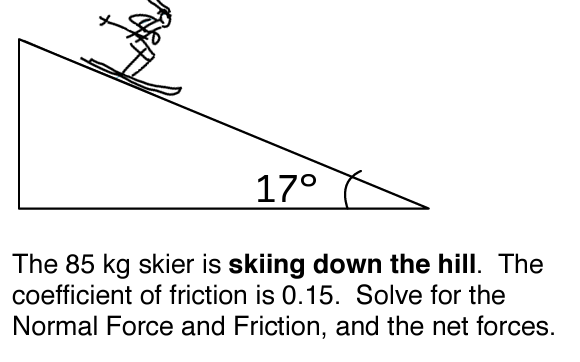 17°
The 85 kg skier is skiing down the hill.  The
coefficient of friction is 0.15.  Solve for the
Normal Force and Friction, and the net forces.